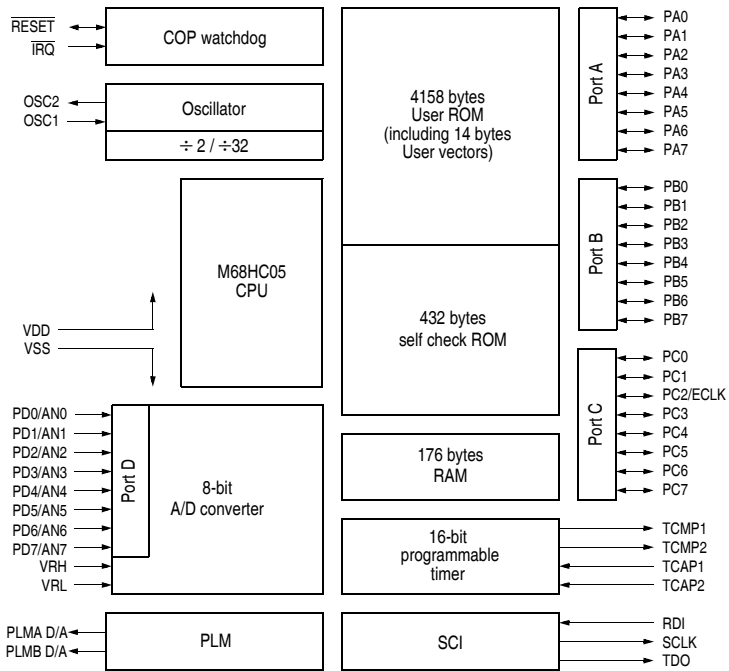 RESET
IRQ
COP watchdog
OSC2
OSC1
Oscillator
÷ 2 / ÷32
M68HC05
CPU
VDD
VSS
PD0/AN0
PD1/AN1
PD2/AN2
PD3/AN3
PD4/AN4
PD5/AN5
PD6/AN6
PD7/AN7
VRH
VRL
Port D
8-bit
A/D converter
PLMA D/A
PLMB D/A
PLM
4158 bytes
User ROM
(including 14 bytes
User vectors)
432 bytes
self check ROM
176 bytes
RAM
16-bit
programmable
timer
SCI
Port A
PA0
PA1
PA2
PA3
PA4
PA5
PA6
PA7
Port B
PB0
PB1
PB2
PB3
PB4
PB5
PB6
PB7
Port C
PC0
PC1
PC2/ECLK
PC3
PC4
PC5
PC6
PC7
TCMP1
TCMP2
TCAP1
TCAP2
RDI
SCLK
TDO